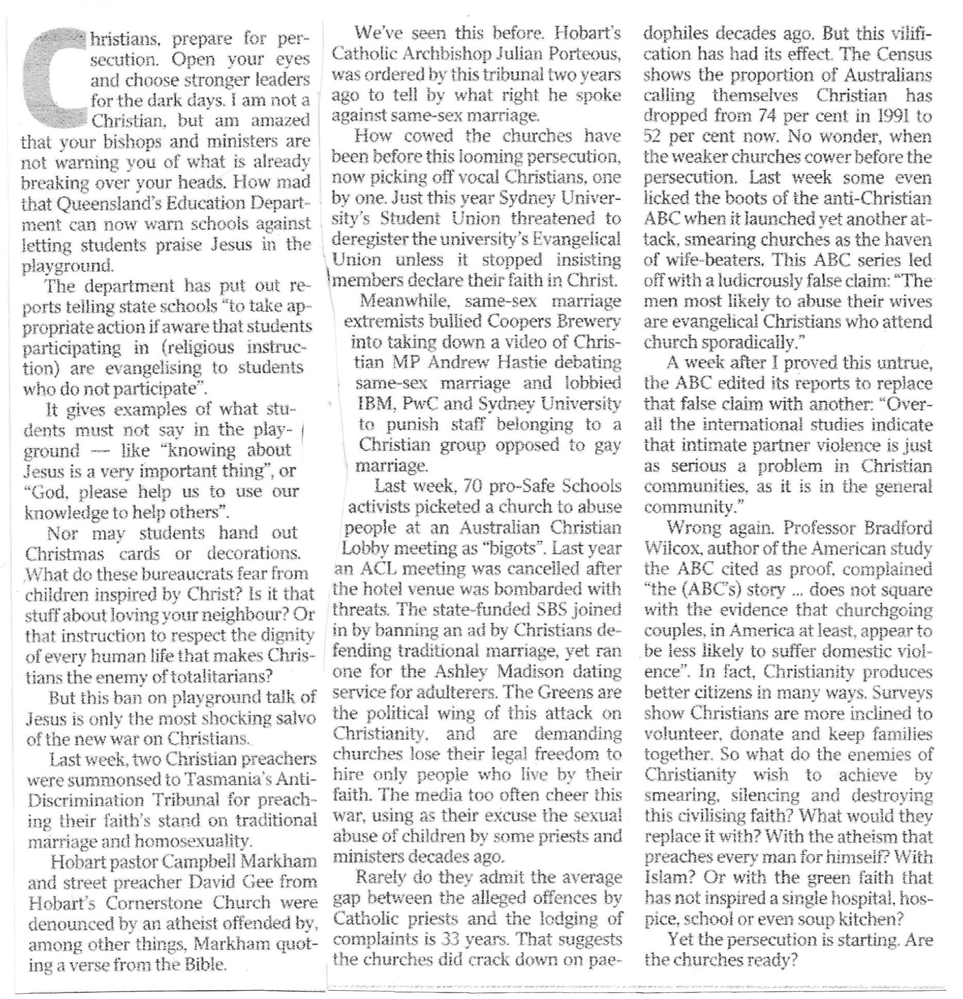 Christians, prepare for per-
secution. Open your eyes
and choose stronger leaders
for the dark days. I am not a
Christian, but am amazed
that your bishops and ministers are
not warning you of what is already
breaking over your heads. How mad
that Queensland's Education Depart-
ment can now warn schools against
letting students praise Jesus in the
playground.
The department has put out re-
ports telling state schools "to take ap-
propriate action if aware that students
participating in (religious instruc-
tion) are evangelising to students
who do not participate".
It gives examples of what stu-
dents must not say in the play-
ground — like "knowing about
Jesus is a very important thing", or
"God, please help us to use our
knowledge to help others".
Nor may students hand out
Christmas cards or decorations.
What do these bureaucrats fear from
children inspired by Christ? Is it that
stuff about loving your neighbour? Or
that instruction to respect the dignity
of every human life that makes Chris-
tians the enemy of totalitarians?
But this ban on playground talk of
Jesus is only the most shocking salvo
of the new war on Christians.
Last week, two Christian preachers
were summonsed to Tasmania's Anti-
Discrimination Tribunal for preach-
ing their faith's stand on traditional
marriage and homosexuality.
Hobart pastor Campbell Markham
and street preacher David Gee from
Hobart's Cornerstone Church were
denounced by an atheist offended by,
among other things, Markham quot-
ing a verse from the Bible.
We've seen this before. Hobart's
Catholic Archbishop Julian Porteous,
was ordered by this tribunal two years
ago to tell by what right he spoke
against same-sex marriage.
How cowed the churches have
been before this looming persecution,
now picking off vocal Christians, one
by one. Just this year Sydney Univer-
sity's Student Union threatened to
deregister the university's Evangelical
Union unless it stopped insisting
members declare their faith in Christ.
Meanwhile, same-sex marriage
extremists bullied Coopers Brewery
into taking down a video of Chris-
tian MP Andrew Hastie debating
same-sex marriage and lobbied
IBM, PwC and Sydney University
to punish staff belonging to a
Christian group opposed to gay
marriage.
Last week, 70 pro-Safe Schools
activists picketed a church to abuse
people at an Australian Christian
Lobby meeting as "bigots". Last year
an ACL meeting was cancelled after
the hotel venue was bombarded with
threats. The state-funded SBS joined
in by banning an ad by Christians de-
fending traditional marriage, yet ran
one for the Ashley Madison dating
service for adulterers. The Greens are
the political wing of this attack on
Christianity, and are demanding
churches lose their legal freedom to
hire only people who live by their
faith. The media too often cheer this
war, using as their excuse the sexual
abuse of children by some priests and
ministers decades ago.
Rarely do they admit the average
gap between the alleged offences by
Catholic priests and the lodging of
complaints is 33 years. That suggests
the churches did crack down on pae-
dophiles decades ago. But this vilifi-
cation has had its effect. The Census
shows the proportion of Australians
calling themselves Christian has
dropped from 74 per cent in 1991 to
52 per cent now. No wonder, when
the weaker churches cower before the
persecution. Last week some even
licked the boots of the anti-Christian
ABC when it launched yet another at-
tack, smearing churches as the haven
of wife-beaters. This ABC series led
off with a ludicrously false claim: "The
men most likely to abuse their wives
are evangelical Christians who attend
church sporadically."
A week after I proved this untrue,
the ABC edited its reports to replace
that false claim with another: "Over-
all the international studies indicate
that intimate partner violence is just
as serious a problem in Christian
communities, as it is in the general
community."
Wrong again. Professor Bradford
Wilcox, author of the American study
the ABC cited as proof, complained
"the (ABC's) story ... does not square
with the evidence that churchgoing
couples, in America at least, appear to
be less likely to suffer domestic viol-
ence". In fact, Christianity produces
better citizens in many ways. Surveys
show Christians are more inclined to
volunteer, donate and keep families
together. So what do the enemies of
Christianity wish to achieve by
smearing, silencing and destroying
this civilising faith? What would they
replace it with? With the atheism that
preaches every man for himself? With
Islam? Or with the green faith that
has not inspired a single hospital, hos-
pice, school or even soup kitchen?
Yet the persecution is starting. Are
the churches ready?